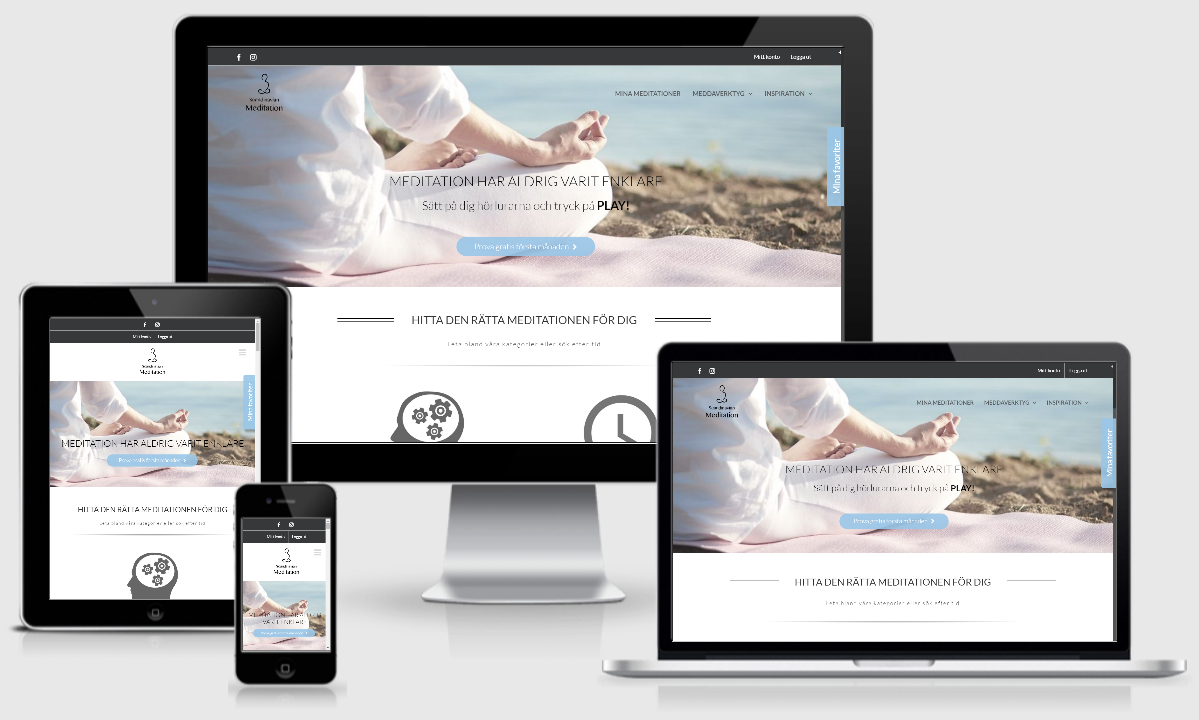 Mitt konto
Logga ut
Scandinavian
Meditation
MINA MEDITATIONER
MEDDAVERKTYG
INSPIRATION
Mina favoriter
MEDITATION HAR ALDRIG VARIT ENKLARE
Sätt på dig hörlurarna och tryck på PLAY!
Prova gratis första månaden
HITTA DEN RÄTTA MEDITATIONEN FÖR DIG
Leta bland våra kategorier eller sök efter tid
Mitt konto
Logga ut
Scandinavian
Meditation
Mina favoriter
MEDITATION HAR ALDRIG VARIT ENKLARE
Prova gratis första månaden
HITTA DEN RÄTTA MEDITATIONEN FÖR DIG
Leta bland våra kategorier eller sök efter tid
Mitt konto
Logga ut
Scandinavian
Meditation
MEDITATION HAR ALDRIG
VARIT ENKLARE
Prova gratis första månaden
Mitt konto
Logga ut
Scandinavian
Meditation
MINA MEDITATIONER
MEDDAVERKTYG
INSPIRATION
Mina favoriter
MEDITATION HAR ALDRIG VARIT ENKLARE
Sätt på dig hörlurarna och tryck på PLAY!
Prova gratis första månaden
HITTA DEN RÄTTA MEDITATIONEN FÖR DIG
Leta bland våra kategorier eller sök efter tid